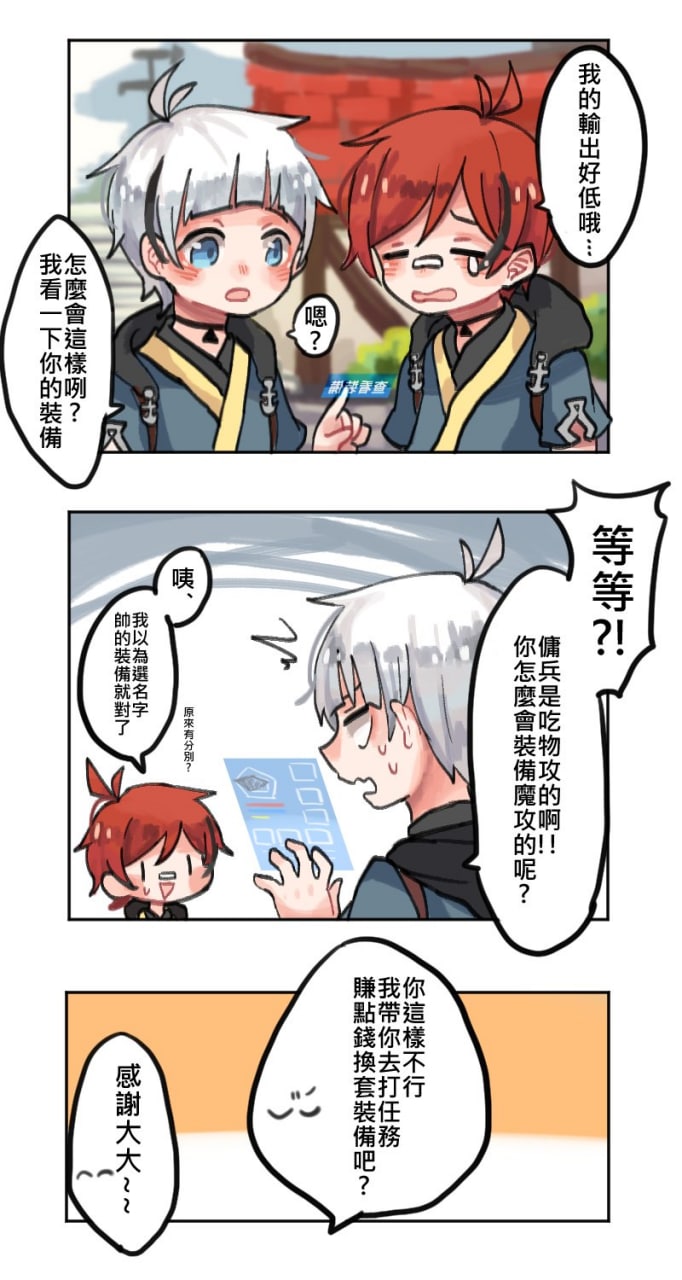 我的輸出好低哦…
怎麼會這樣咧？
我看一下你的裝備
嗯？
查看裝備
等等?!
傭兵是吃物攻的啊!!
你怎麼會裝備魔攻的呢？
咦、
我以為選名字
帥的裝備就對了
原來有分別？
你這樣不行
我帶你去打任務
賺點錢換套裝備吧？
感謝大大~~